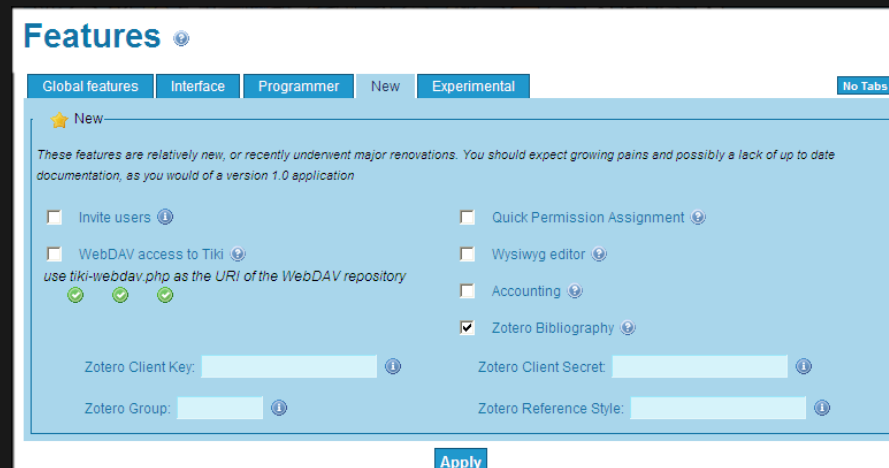 Features
Global features Interface Programmer New Experimental No Tabs
New
These features are relatively new, or recently underwent major renovations. You should expect growing pains and possibly a lack of up to date
documentation, as you would of a version 1.0 application
Invite users Quick Permission Assignment
WebDAV access to Tiki Wysiwyg editor
use tiki-webdav.php as the URI of the WebDAV repository
Accounting
Zotero Bibliography
Zotero Client Key: Zotero Client Secret:
Zotero Group: Zotero Reference Style:
Apply